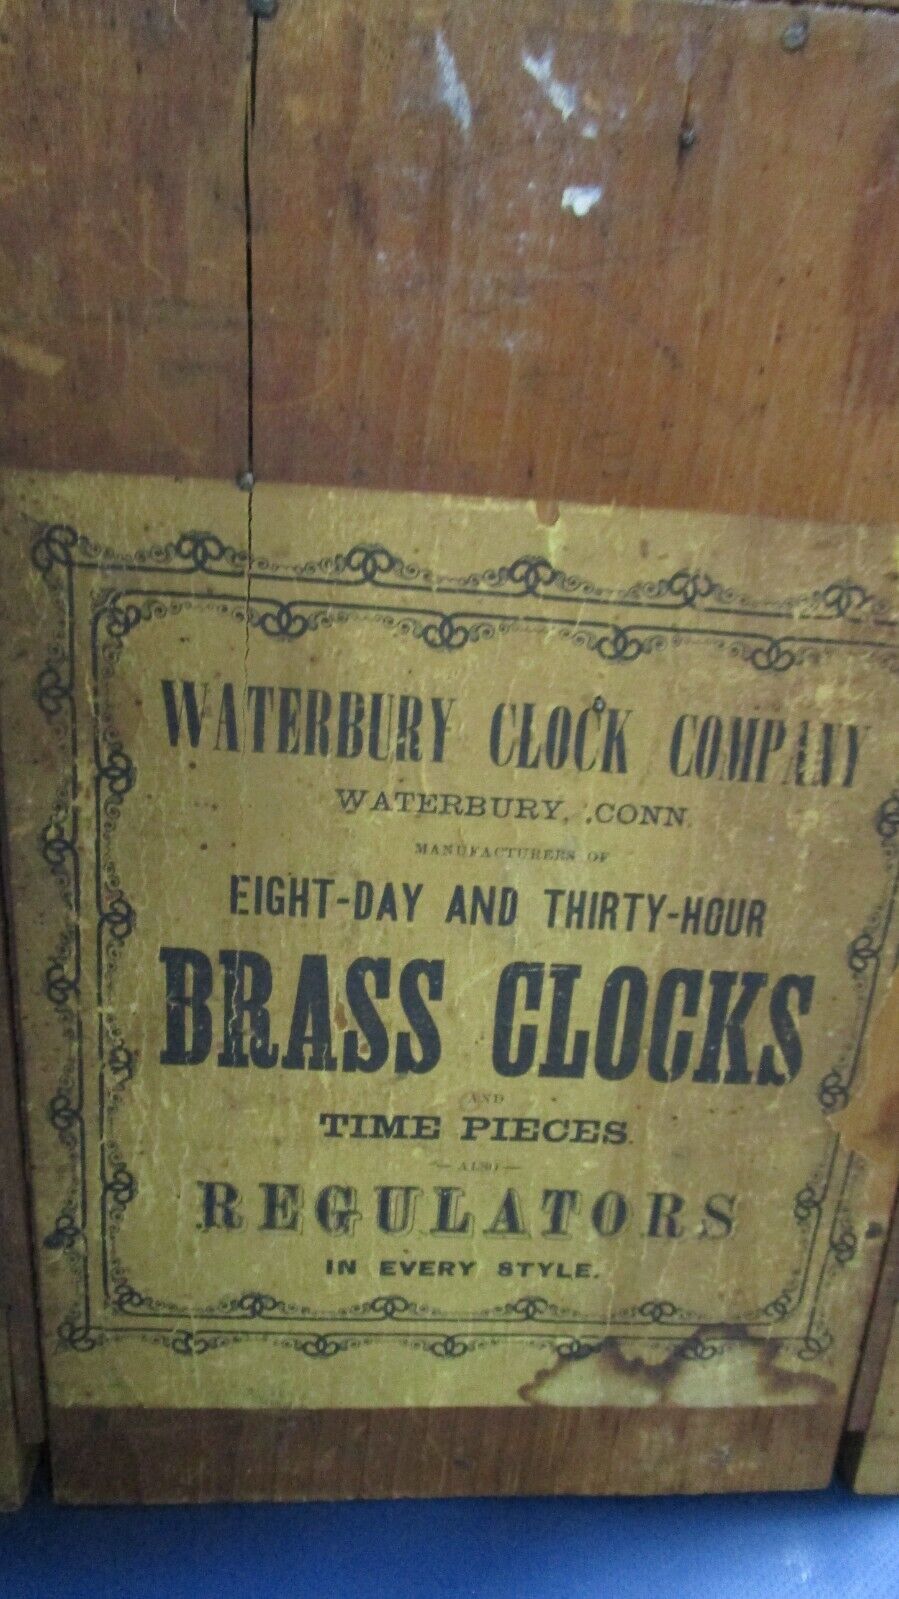 WATERBURY CLOCK COMPANY
WATERBURY, CONN.
MANUFACTURERS OF
EIGHT-DAY AND THIRTY-HOUR
BRASS CLOCKS
AND
TIME PIECES.
— ALSO —
REGULATORS
IN EVERY STYLE.